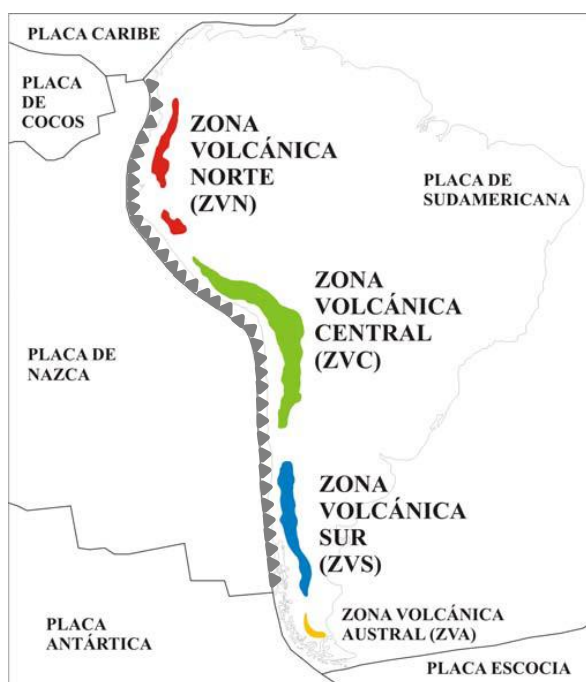 PLACA CARIBE
PLACA
DE
COCOS
ZONA
VOLCÁNICA
NORTE
(ZVN)
PLACA DE
SUDAMERICANA
ZONA
VOLCÁNICA
CENTRAL
(ZVC)
PLACA DE
NAZCA
ZONA
VOLCÁNICA
SUR
(ZVS)
PLACA
ANTÁRTICA
ZONA VOLCÁNICA
AUSTRAL (ZVA)
PLACA ESCOCIA